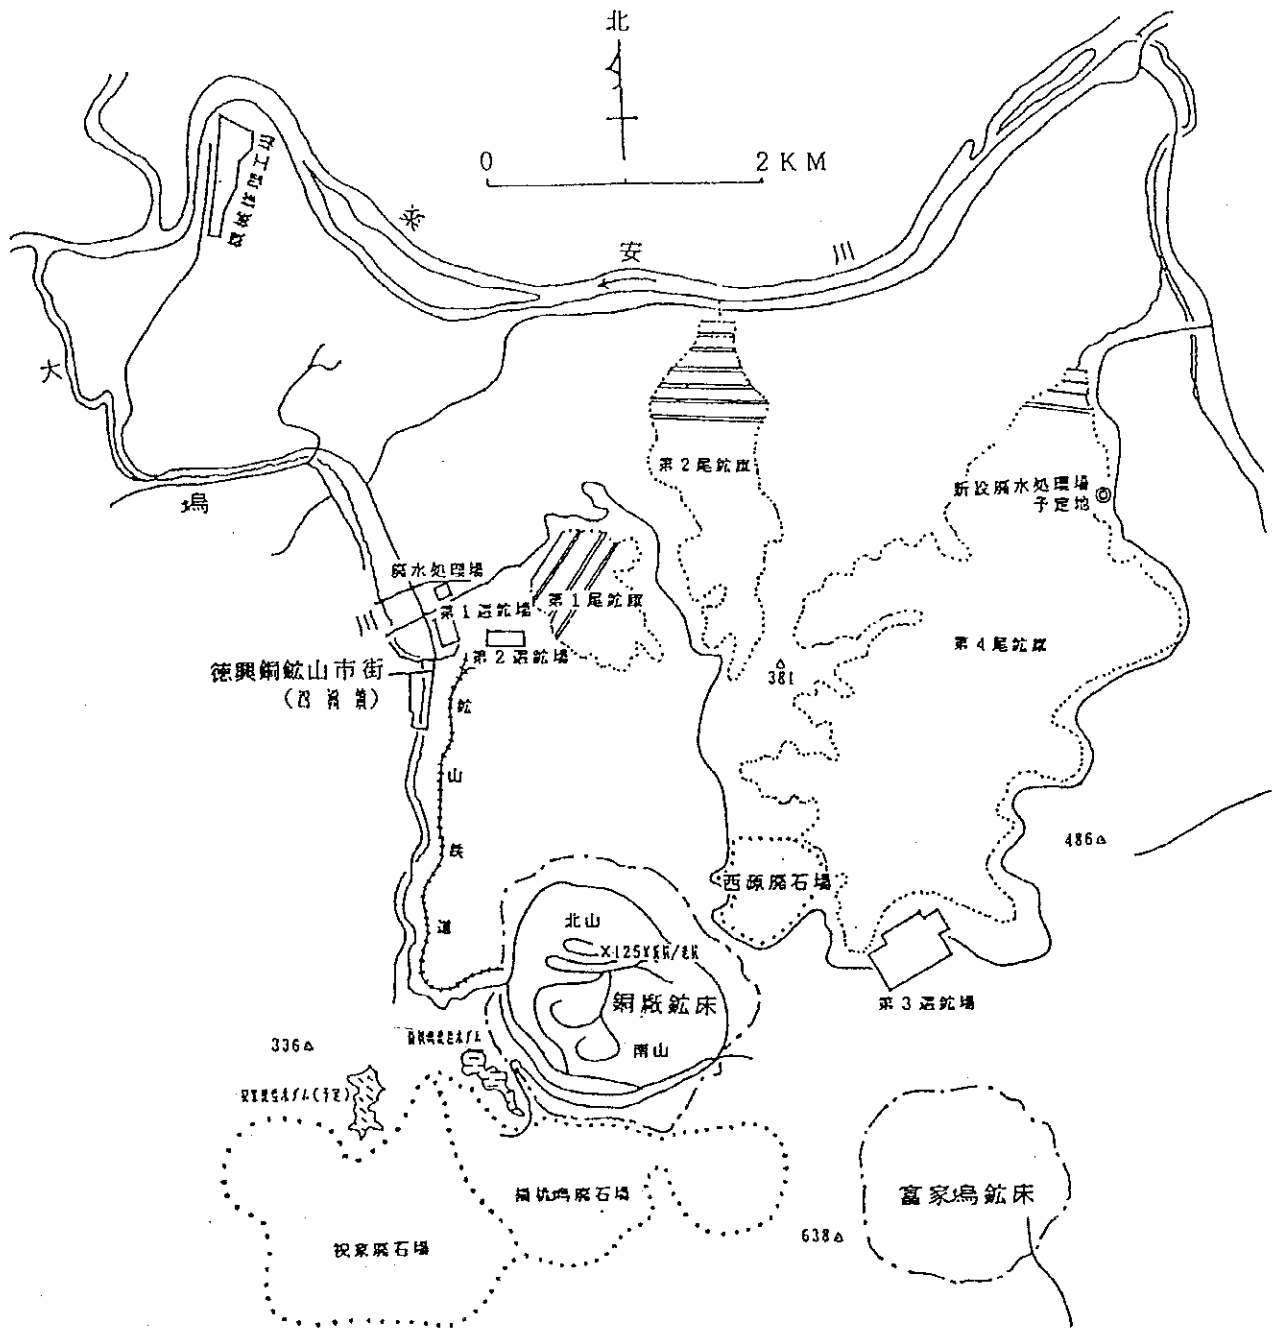 北
0 2KM
楽安川
大塢川
第2尾鉱庫
新設廃水処理場
予定地
廃水処理場
第1選鉱場
第1尾鉱庫
第2選鉱場
第4尾鉱庫
徳興銅鉱山市街
381
鉱山鉄道
486
西源廃石場
北山
銅廠鉱床
南山
第3選鉱場
336
富家塢鉱床
638
祝家廃石場